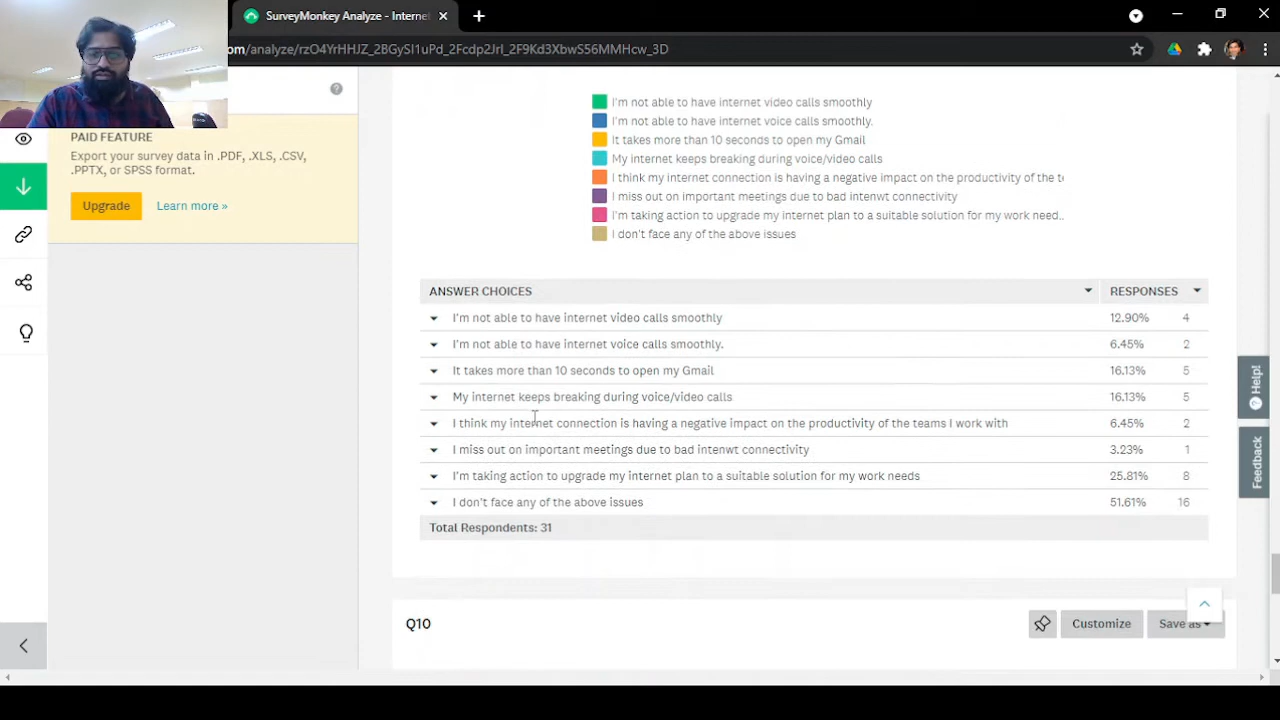 SurveyMonkey Analyze - Internet
om/analyze/rzO4YrHHJZ_2BGySI1uPd_2Fcdp2JrI_2F9Kd3XbwS56MMHcw_3D
PAID FEATURE
Export your survey data in .PDF, .XLS, .CSV,
.PPTX, or SPSS format.
Upgrade
Learn more »
I'm not able to have internet video calls smoothly
I'm not able to have internet voice calls smoothly.
It takes more than 10 seconds to open my Gmail
My internet keeps breaking during voice/video calls
I think my internet connection is having a negative impact on the productivity of the te
I miss out on important meetings due to bad intenwt connectivity
I'm taking action to upgrade my internet plan to a suitable solution for my work need..
I don't face any of the above issues
ANSWER CHOICES RESPONSES
I'm not able to have internet video calls smoothly 12.90% 4
I'm not able to have internet voice calls smoothly. 6.45% 2
It takes more than 10 seconds to open my Gmail 16.13% 5
My internet keeps breaking during voice/video calls 16.13% 5
I think my internet connection is having a negative impact on the productivity of the teams I work with 6.45% 2
I miss out on important meetings due to bad intenwt connectivity 3.23% 1
I'm taking action to upgrade my internet plan to a suitable solution for my work needs 25.81% 8
I don't face any of the above issues 51.61% 16
Total Respondents: 31
Help!
Feedback
Q10
Customize
Save as